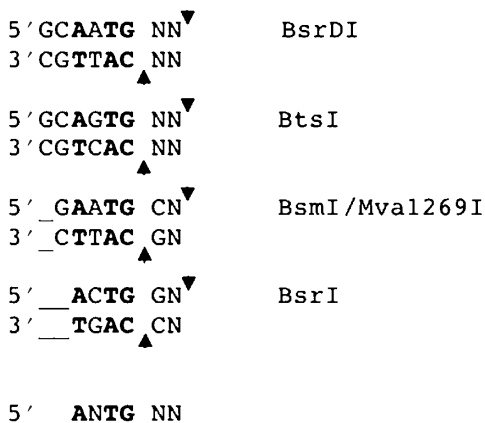 5′GCAATG NN▼ BsrDI
3′CGTTAC▲NN
5′GCAGTG NN▼ BtsI
3′CGTCAC▲NN
5′_GAATG CN▼ BsmI/Mva1269I
3′_CTTAC▲GN
5′__ACTG GN▼ BsrI
3′__TGAC▲CN
5′ ANTG NN